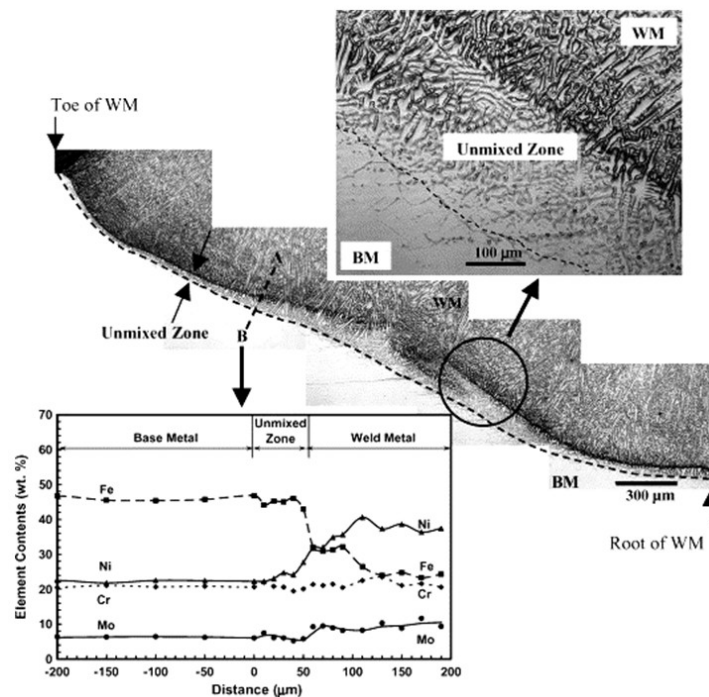 WM
Toe of WM
Unmixed Zone
100 μm
BM
A
WM
Unmixed Zone
B
BM
300 μm
Root of WM
70
60
50
40
30
20
10
0
Element Contents (wt. %)
Base Metal
Unmixed
Zone
Weld Metal
Fe
Ni
Ni
Fe
Cr
Cr
Mo
Mo
-200 -150 -100 -50 0 50 100 150 200
Distance (μm)